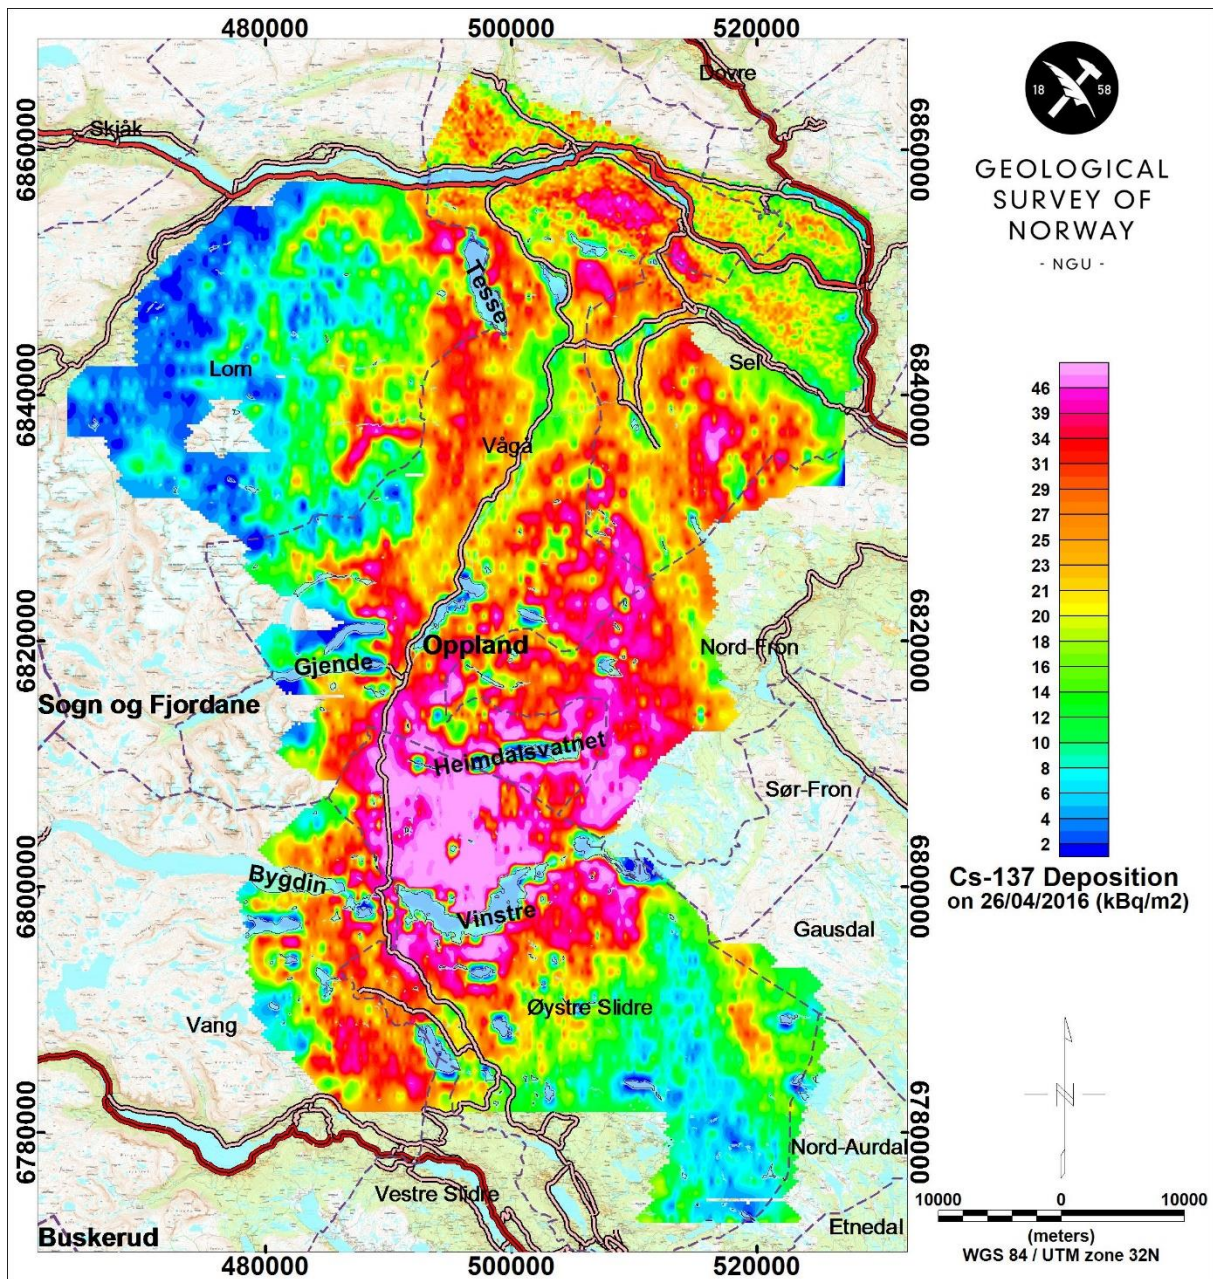 480000
500000
520000
Dovre
Skjåk
6860000
6860000
18 58
GEOLOGICAL
SURVEY OF
NORWAY
- NGU -
Tesse
Lom
Sel
6840000
6840000
Vågå
46
39
34
31
29
27
25
23
21
20
18
16
14
12
10
8
6
4
2
6820000
6820000
Oppland
Nord-Fron
Gjende
Sogn og Fjordane
Heimdalsvatnet
Sør-Fron
6800000
6800000
Bygdin
Vinstre
Cs-137 Deposition
on 26/04/2016 (kBq/m2)
Gausdal
Øystre Slidre
Vang
N
6780000
6780000
Nord-Aurdal
Vestre Slidre
Etnedal
Buskerud
10000 0 10000
(meters)
WGS 84 / UTM zone 32N
480000
500000
520000